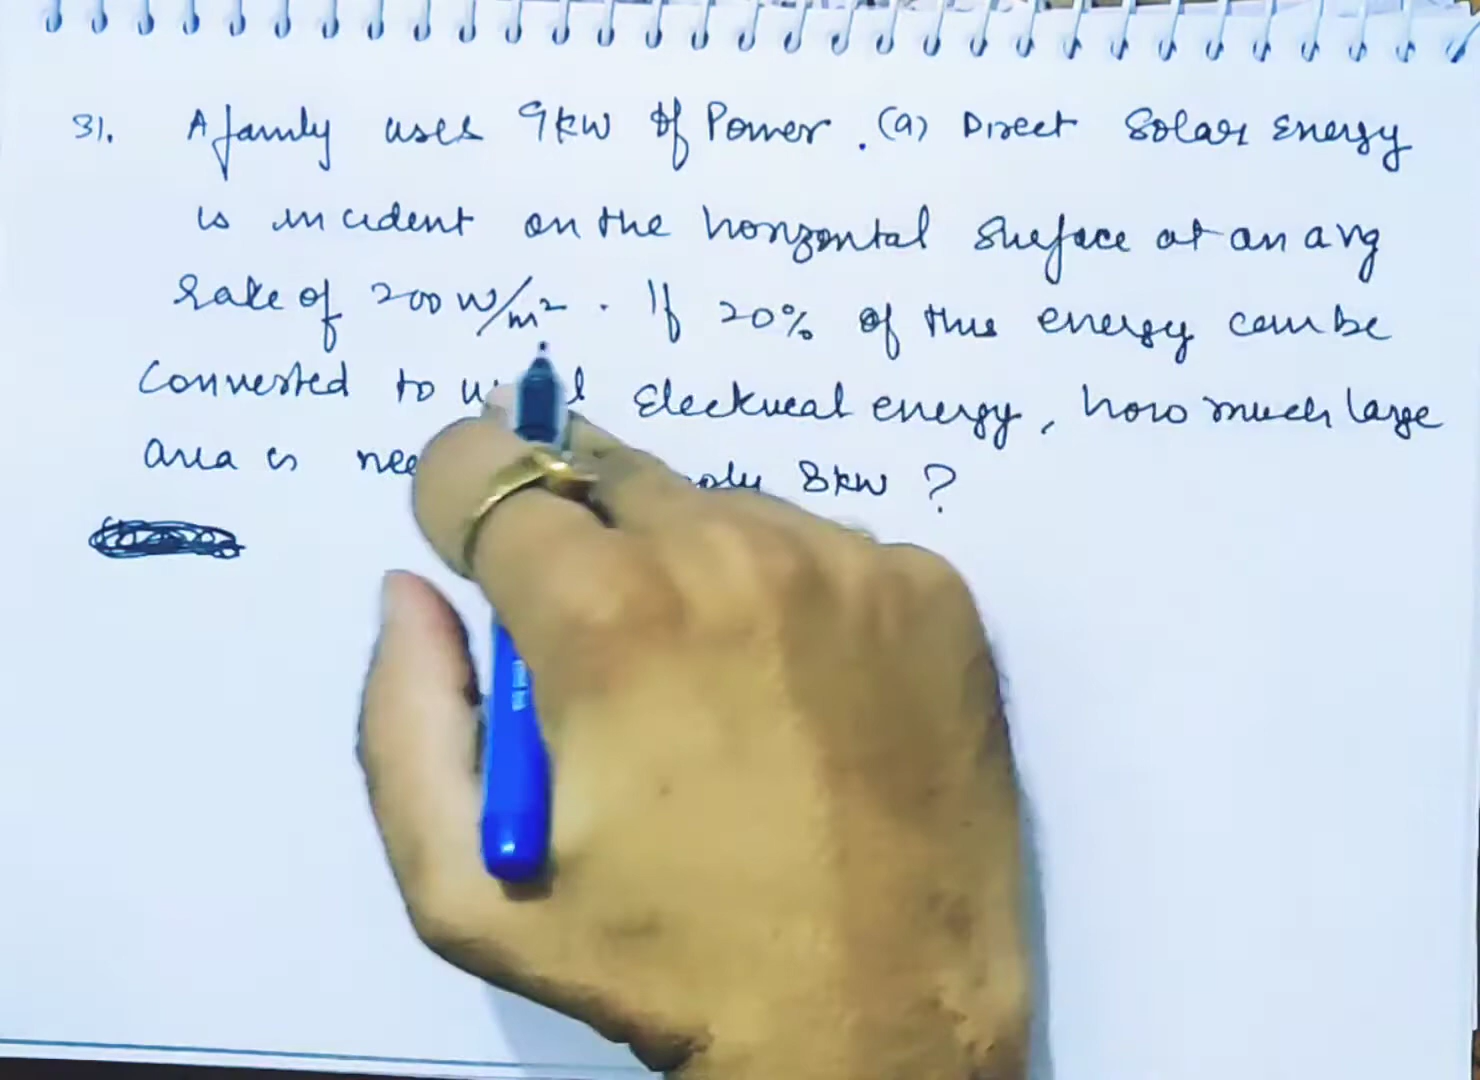 31. A family uses 9kW of Power. (a) Direct Solar Energy
is incident on the horizontal surface at an avg
rate of 200 W/m². If 20% of this energy can be
Converted to Electrical energy, how much large
area is 8kW ?